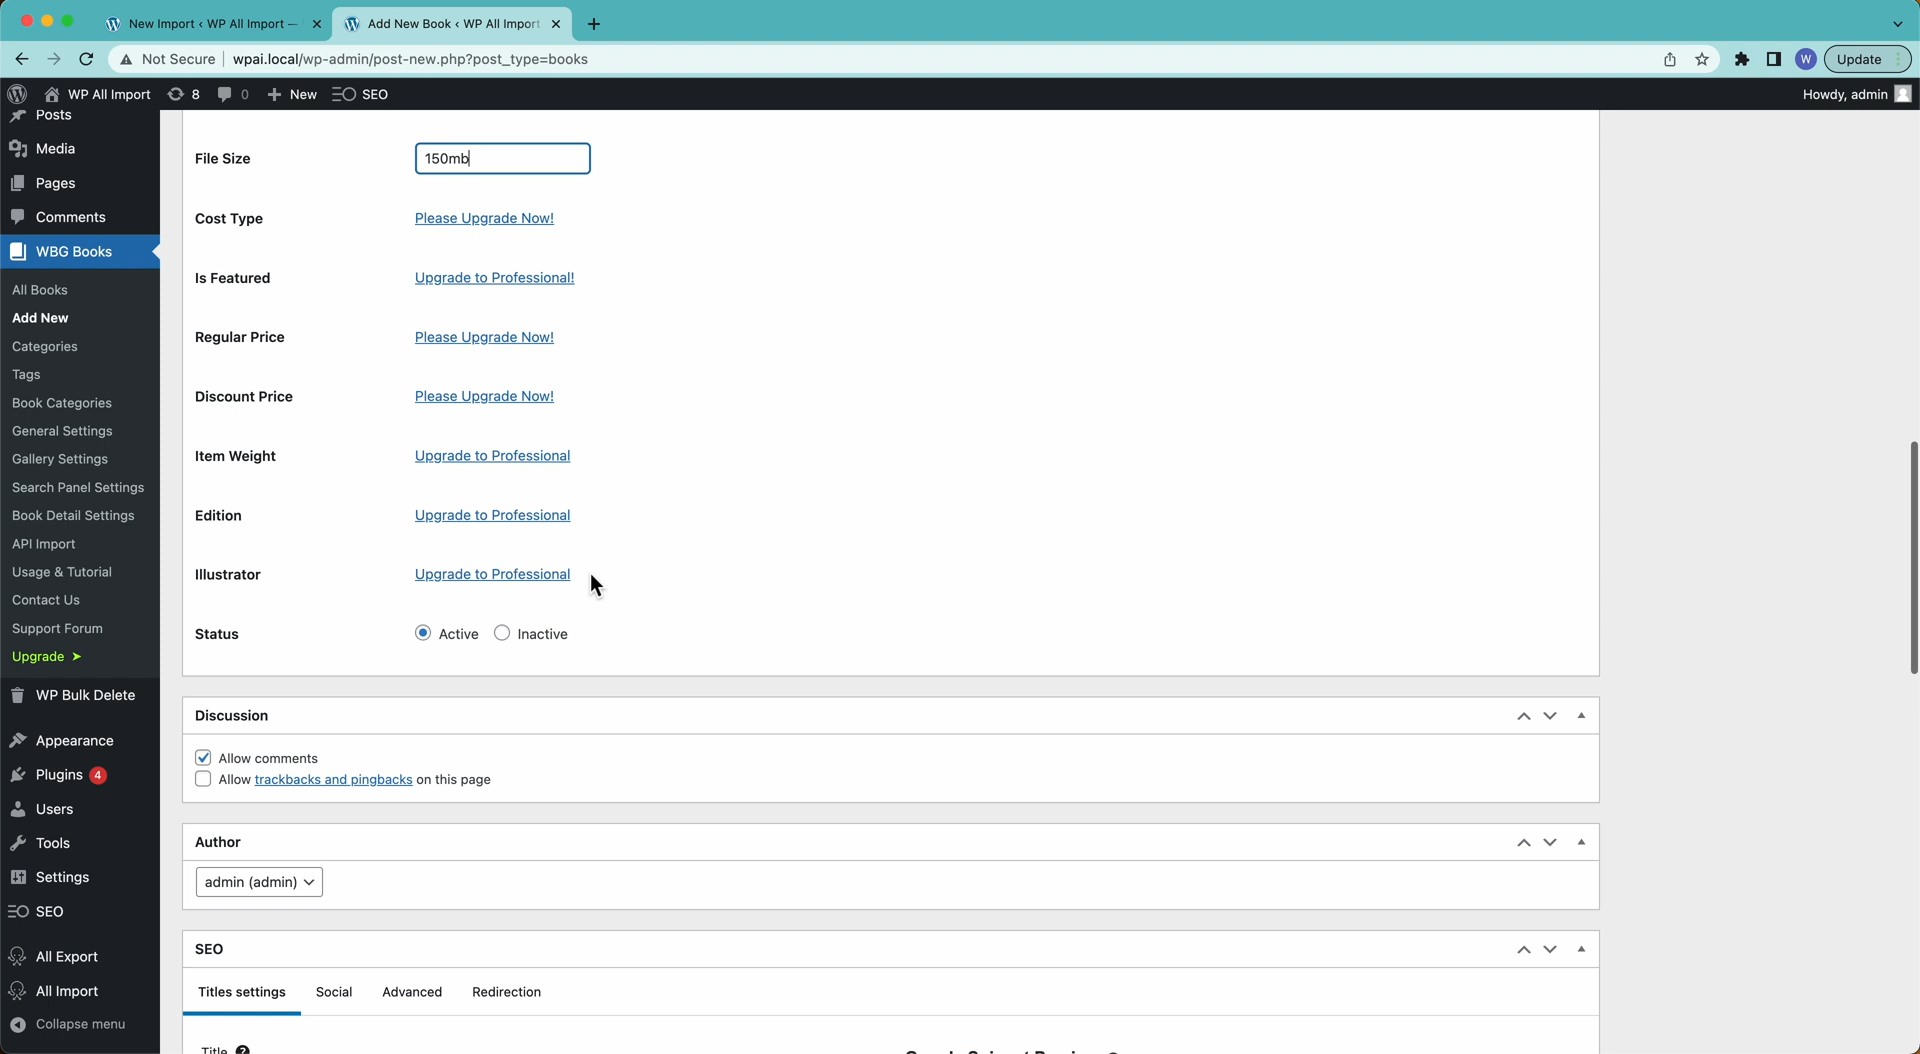 New Import ‹ WP All Import —
Add New Book ‹ WP All Import
Not Secure wpai.local/wp-admin/post-new.php?post_type=books
W
Update
WP All Import 8 0 New SEO
Howdy, admin
Posts
Media
Pages
Comments
WBG Books
All Books
Add New
Categories
Tags
Book Categories
General Settings
Gallery Settings
Search Panel Settings
Book Detail Settings
API Import
Usage & Tutorial
Contact Us
Support Forum
Upgrade ➤
WP Bulk Delete
Appearance
Plugins 4
Users
Tools
Settings
SEO
All Export
All Import
Collapse menu
File Size 150mb
Cost Type Please Upgrade Now!
Is Featured Upgrade to Professional!
Regular Price Please Upgrade Now!
Discount Price Please Upgrade Now!
Item Weight Upgrade to Professional
Edition Upgrade to Professional
Illustrator Upgrade to Professional
Status Active Inactive
Discussion
Allow comments
Allow trackbacks and pingbacks on this page
Author
admin (admin)
SEO
Titles settings Social Advanced Redirection
Title ?